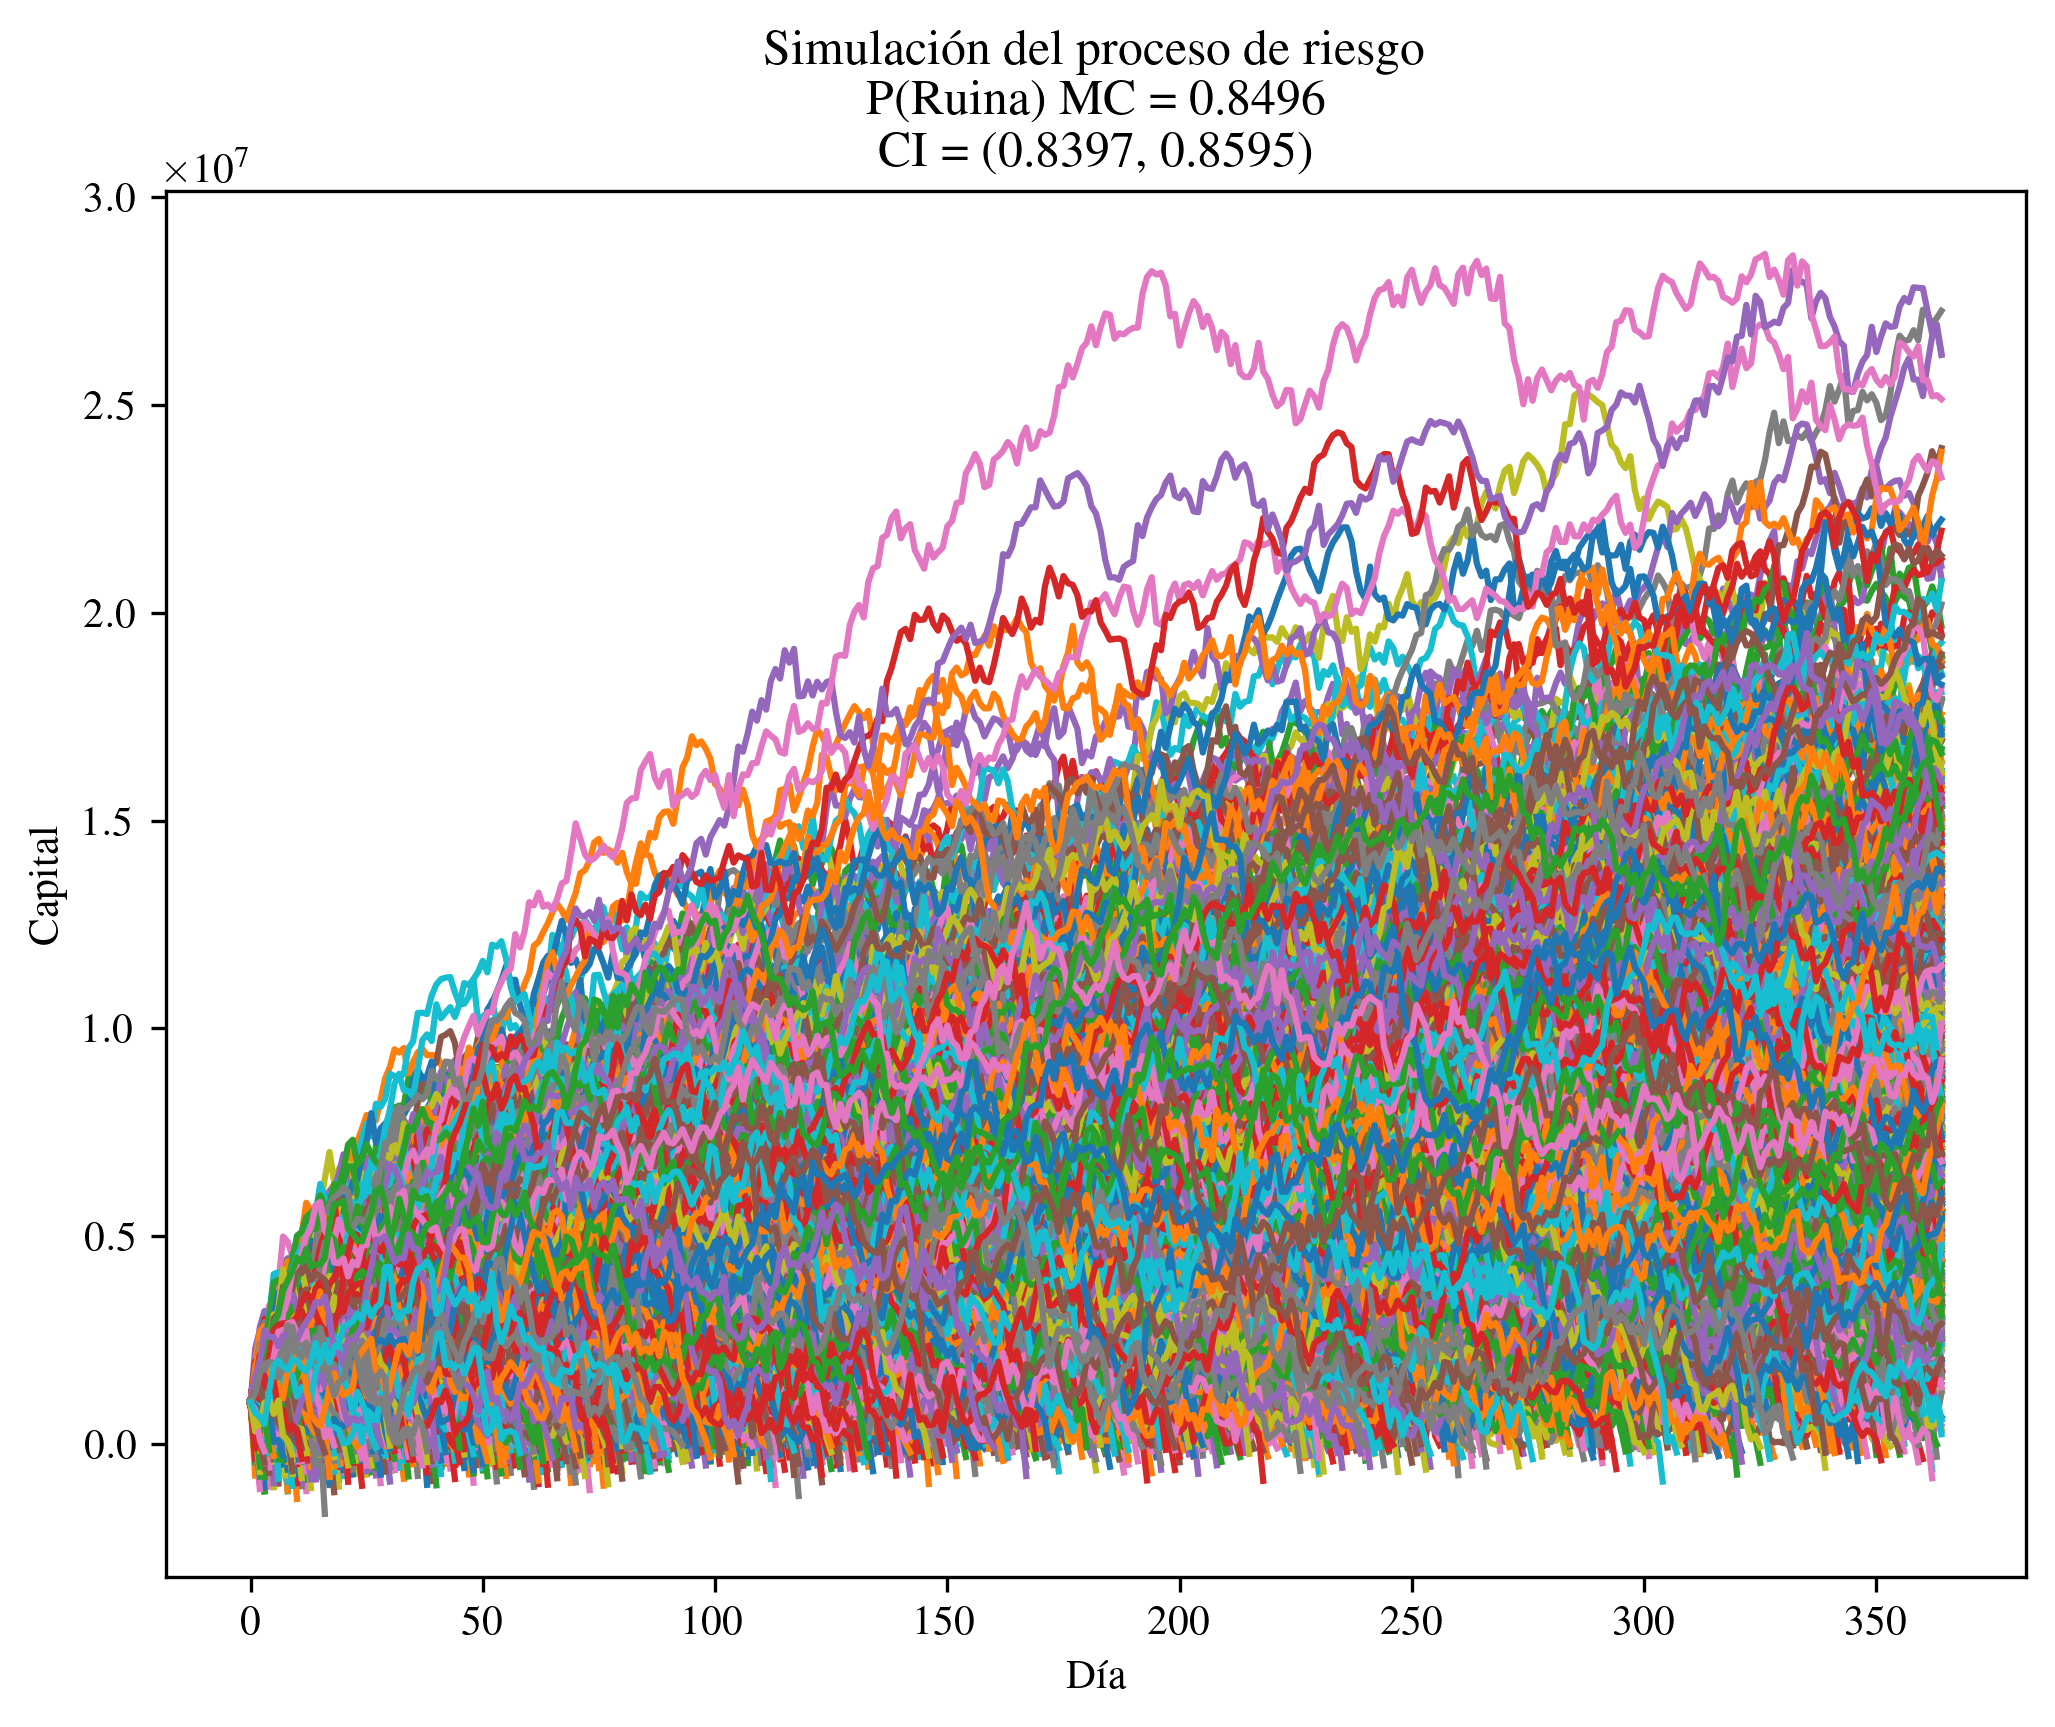 Simulación del proceso de riesgo
P(Ruina) MC = 0.8496
CI = (0.8397, 0.8595)
×10⁷
3.0
2.5
2.0
1.5
1.0
0.5
0.0
Capital
0 50 100 150 200 250 300 350
Día